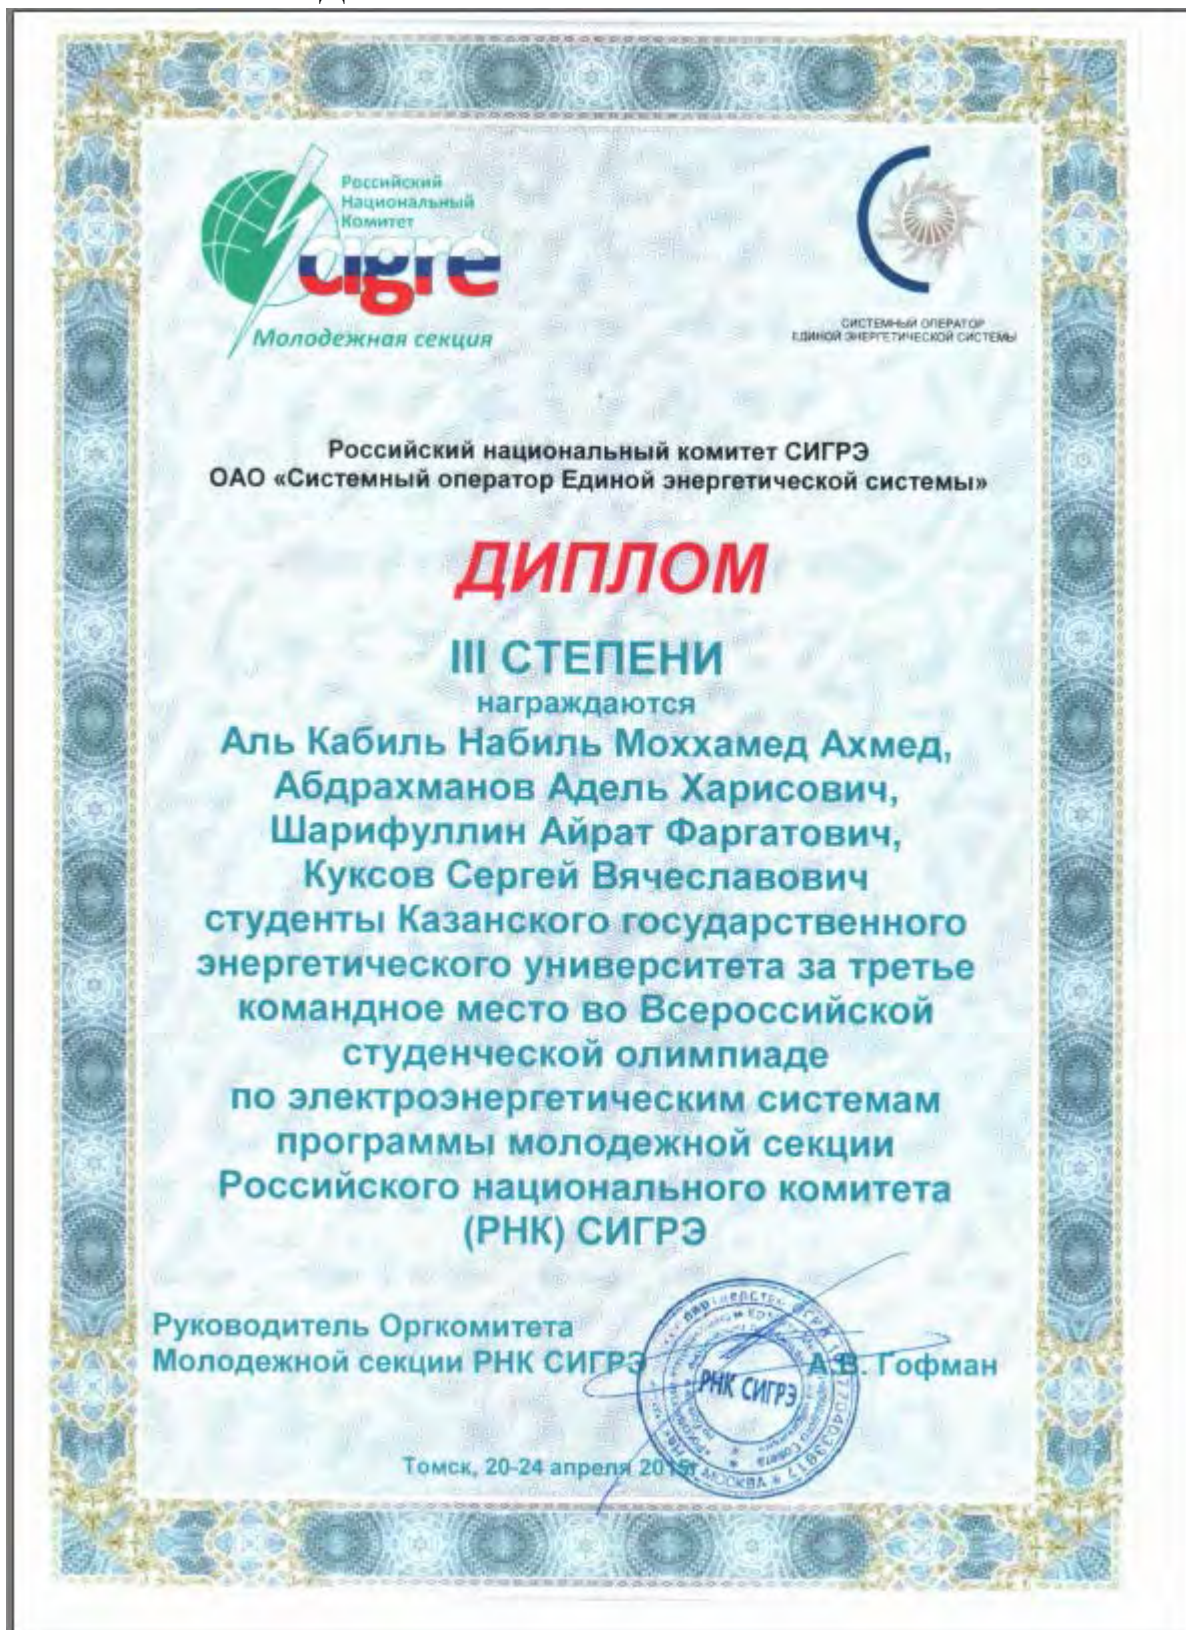 Российский
Национальный
Комитет
cigre
Молодежная секция
СИСТЕМНЫЙ ОПЕРАТОР
ЕДИНОЙ ЭНЕРГЕТИЧЕСКОЙ СИСТЕМЫ
Российский национальный комитет СИГРЭ
ОАО «Системный оператор Единой энергетической системы»
ДИПЛОМ
III СТЕПЕНИ
награждаются
Аль Кабиль Набиль Моххамед Ахмед,
Абдрахманов Адель Харисович,
Шарифуллин Айрат Фаргатович,
Куксов Сергей Вячеславович
студенты Казанского государственного
энергетического университета за третье
командное место во Всероссийской
студенческой олимпиаде
по электроэнергетическим системам
программы молодежной секции
Российского национального комитета
(РНК) СИГРЭ
Руководитель Оргкомитета
Молодежной секции РНК СИГРЭ
А.В. Гофман
РНК СИГРЭ
МОСКВА
Томск, 20-24 апреля 2015г